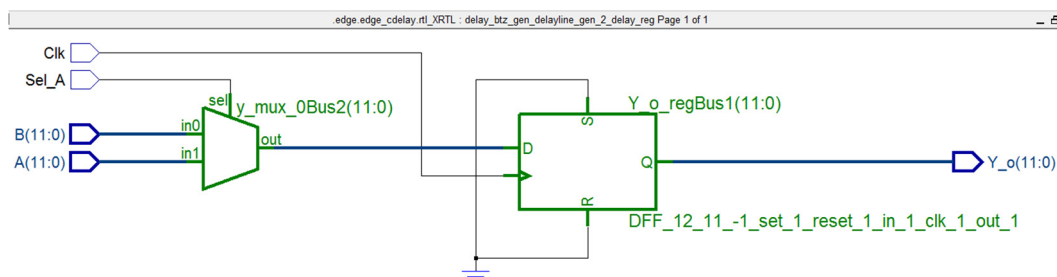 .edge.edge_cdelay.rtl_XRTL : delay_btz_gen_delayline_gen_2_delay_reg Page 1 of 1
Clk
Sel_A
sel
y_mux_0Bus2(11:0)
B(11:0)
in0
A(11:0)
in1
out
Y_o_regBus1(11:0)
S
D
Q
R
Y_o(11:0)
DFF_12_11_-1_set_1_reset_1_in_1_clk_1_out_1